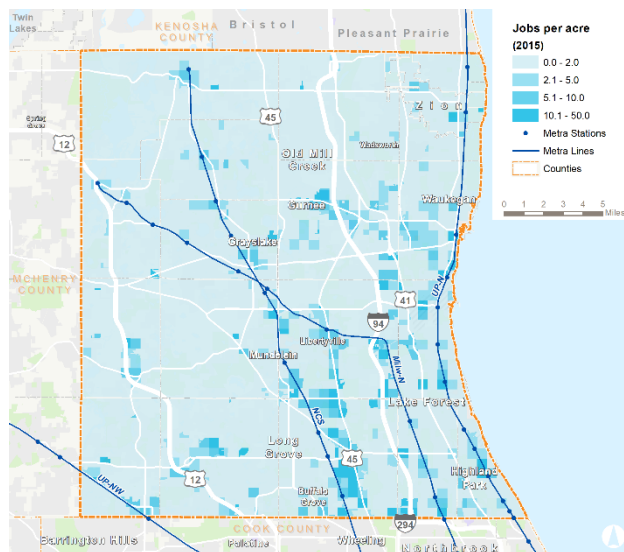 Twin
Lakes
KENOSHA
COUNTY
Bristol
Pleasant Prairie
Jobs per acre
(2015)
0.0 - 2.0
2.1 - 5.0
5.1 - 10.0
10.1 - 50.0
Metra Stations
Metra Lines
Counties
0 1 2 3 4 5
Miles
Zion
Spring
Grove
45
12
Wadsworth
Old Mill
Creek
Gurnee
Waukegan
Grayslake
MCHENRY
COUNTY
UP-N
41
94
Libertyville
Mundelein
Milw-N
Lake Forest
NCS
Long
Grove
45
Highland
Park
12
UP-NW
Buffalo
Grove
COOK COUNTY
294
Barrington Hills
Palatine
Wheeling
Northbrook